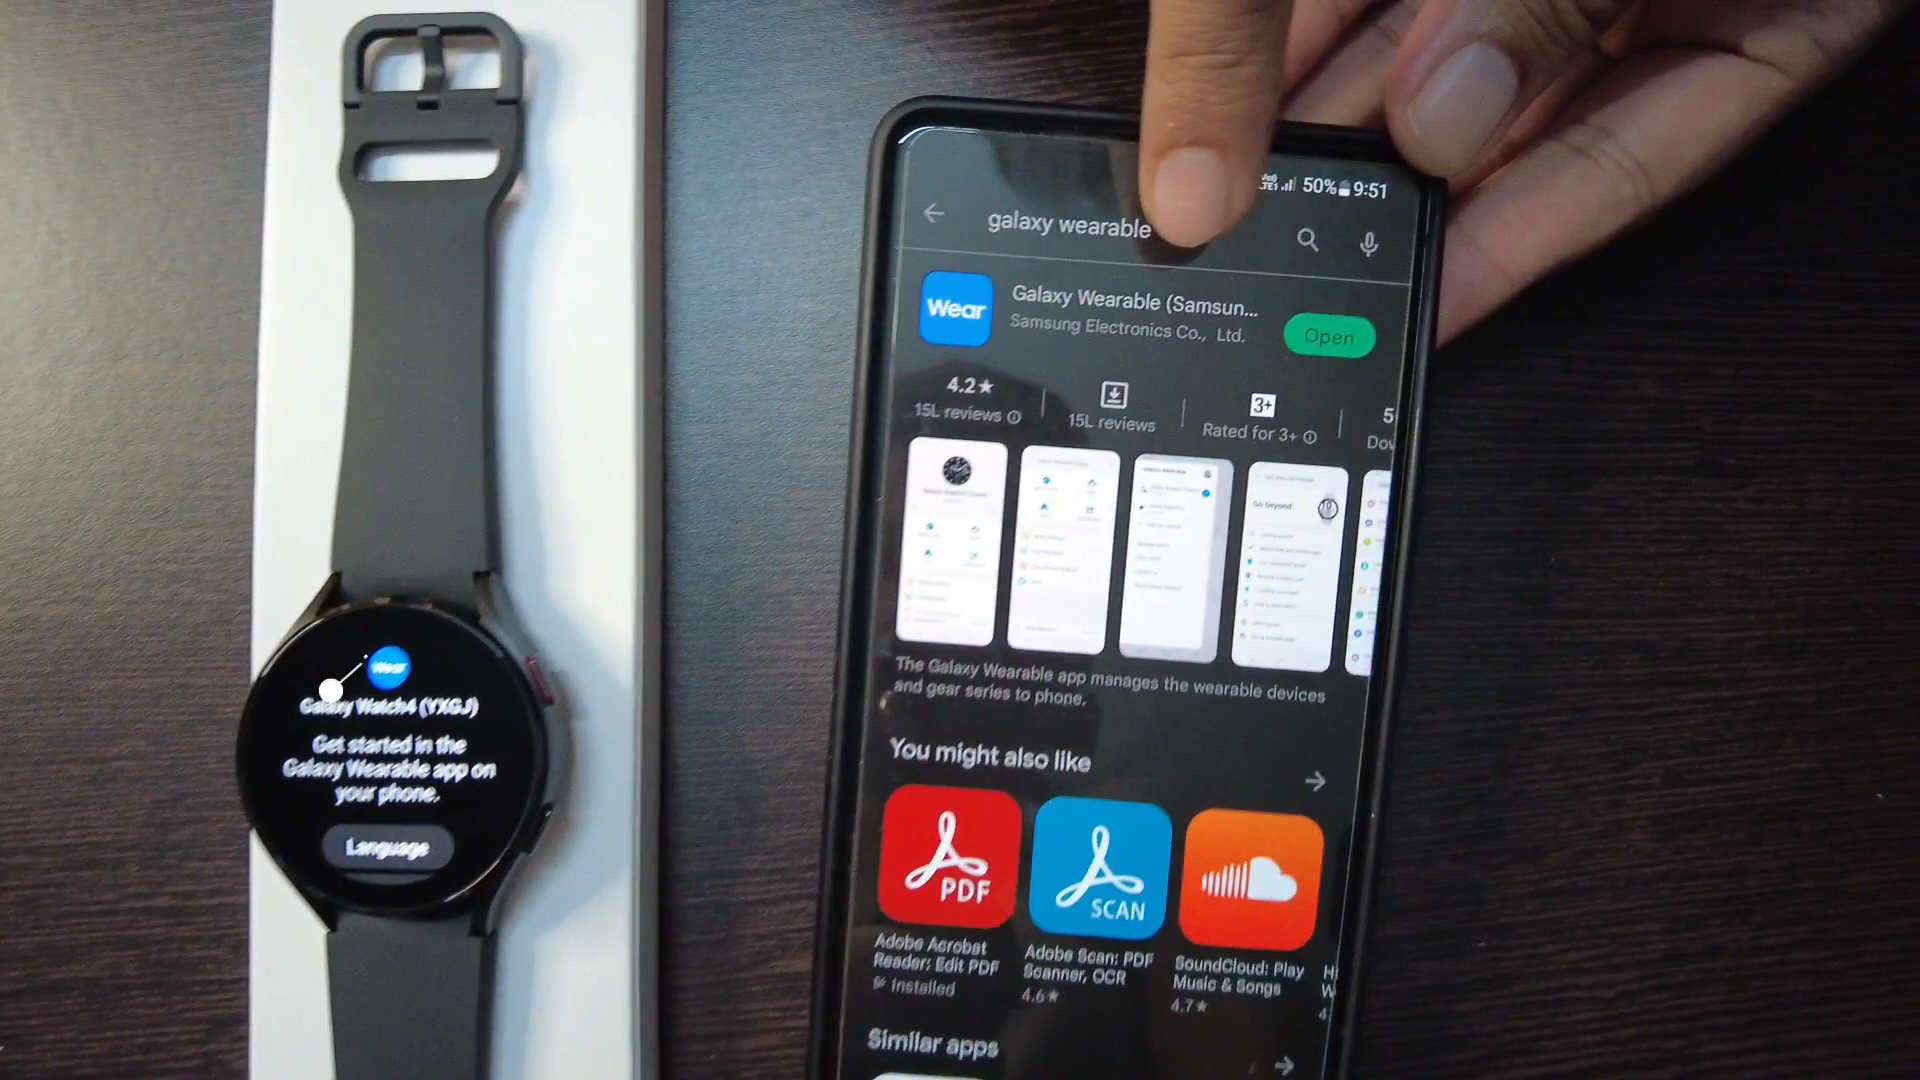 Wear
Galaxy Watch4 (YXGJ)
Get started in the
Galaxy Wearable app on
your phone.
Language
50% 9:51
galaxy wearable
Wear
Galaxy Wearable (Samsun...
Samsung Electronics Co., Ltd.
Open
4.2★
15L reviews
15L reviews
3+
Rated for 3+
Go beyond
The Galaxy Wearable app manages the wearable devices
and gear series to phone.
You might also like
PDF
SCAN
Adobe Acrobat
Reader: Edit PDF
Installed
Adobe Scan: PDF
Scanner, OCR
4.6★
SoundCloud: Play
Music & Songs
4.7★
Similar apps